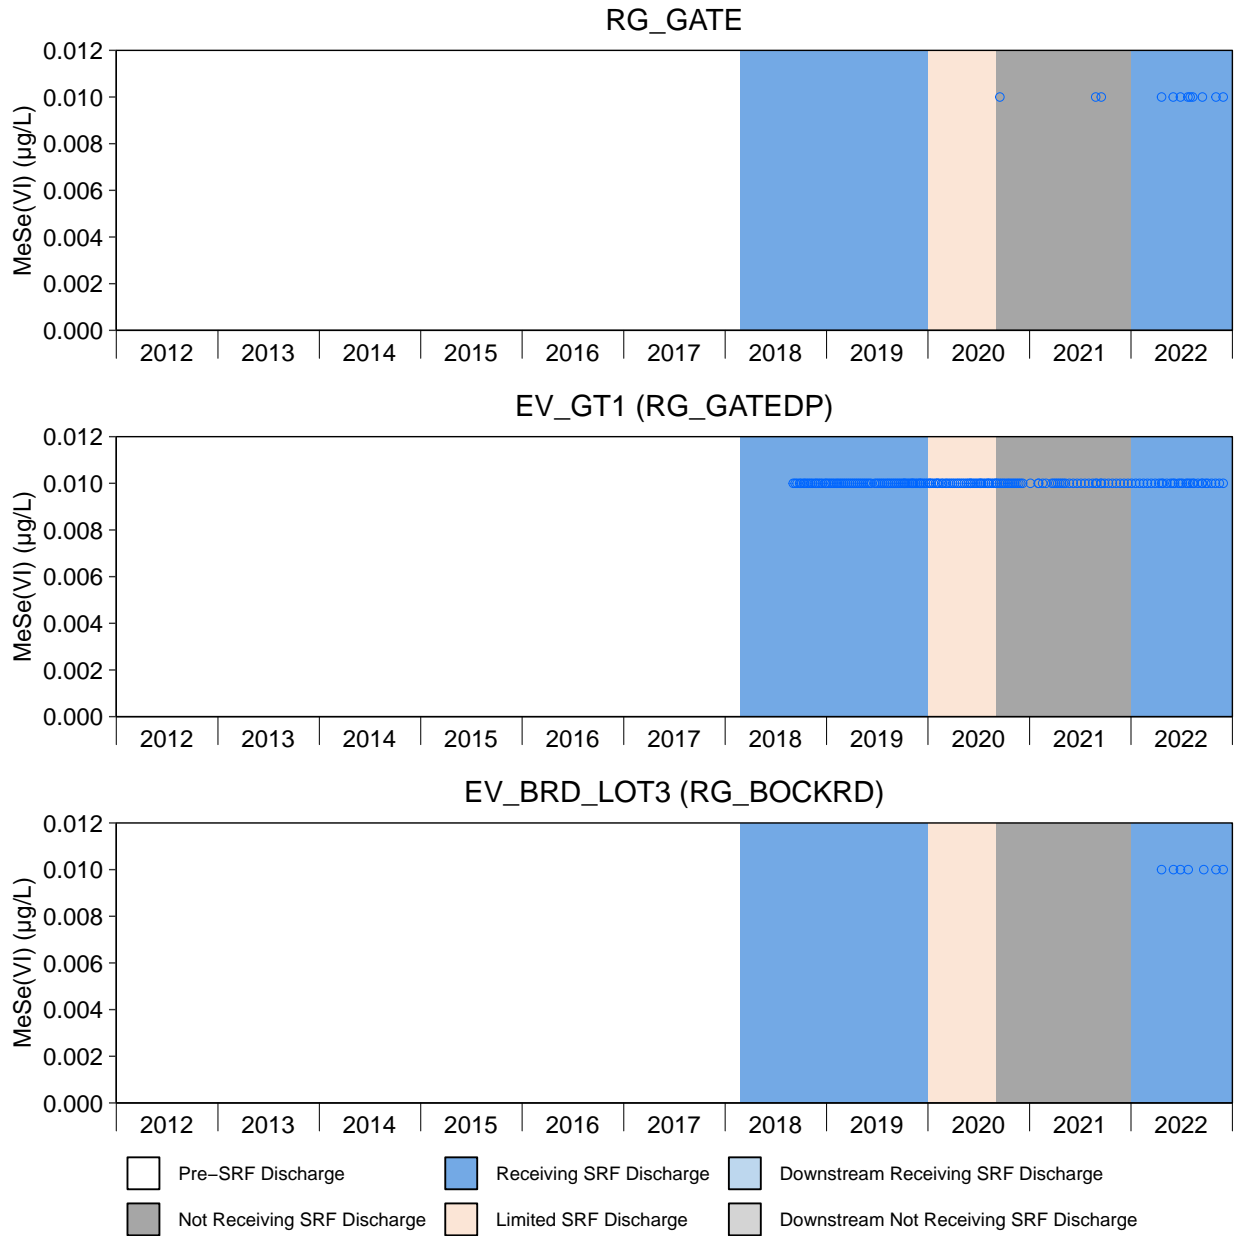 RG_GATE
MeSe(VI) (µg/L)
0.012
0.010
0.008
0.006
0.004
0.002
0.000
2012 2013 2014 2015 2016 2017 2018 2019 2020 2021 2022
EV_GT1 (RG_GATEDP)
MeSe(VI) (µg/L)
0.012
0.010
0.008
0.006
0.004
0.002
0.000
2012 2013 2014 2015 2016 2017 2018 2019 2020 2021 2022
EV_BRD_LOT3 (RG_BOCKRD)
MeSe(VI) (µg/L)
0.012
0.010
0.008
0.006
0.004
0.002
0.000
2012 2013 2014 2015 2016 2017 2018 2019 2020 2021 2022
Pre−SRF Discharge Receiving SRF Discharge Downstream Receiving SRF Discharge
Not Receiving SRF Discharge Limited SRF Discharge Downstream Not Receiving SRF Discharge